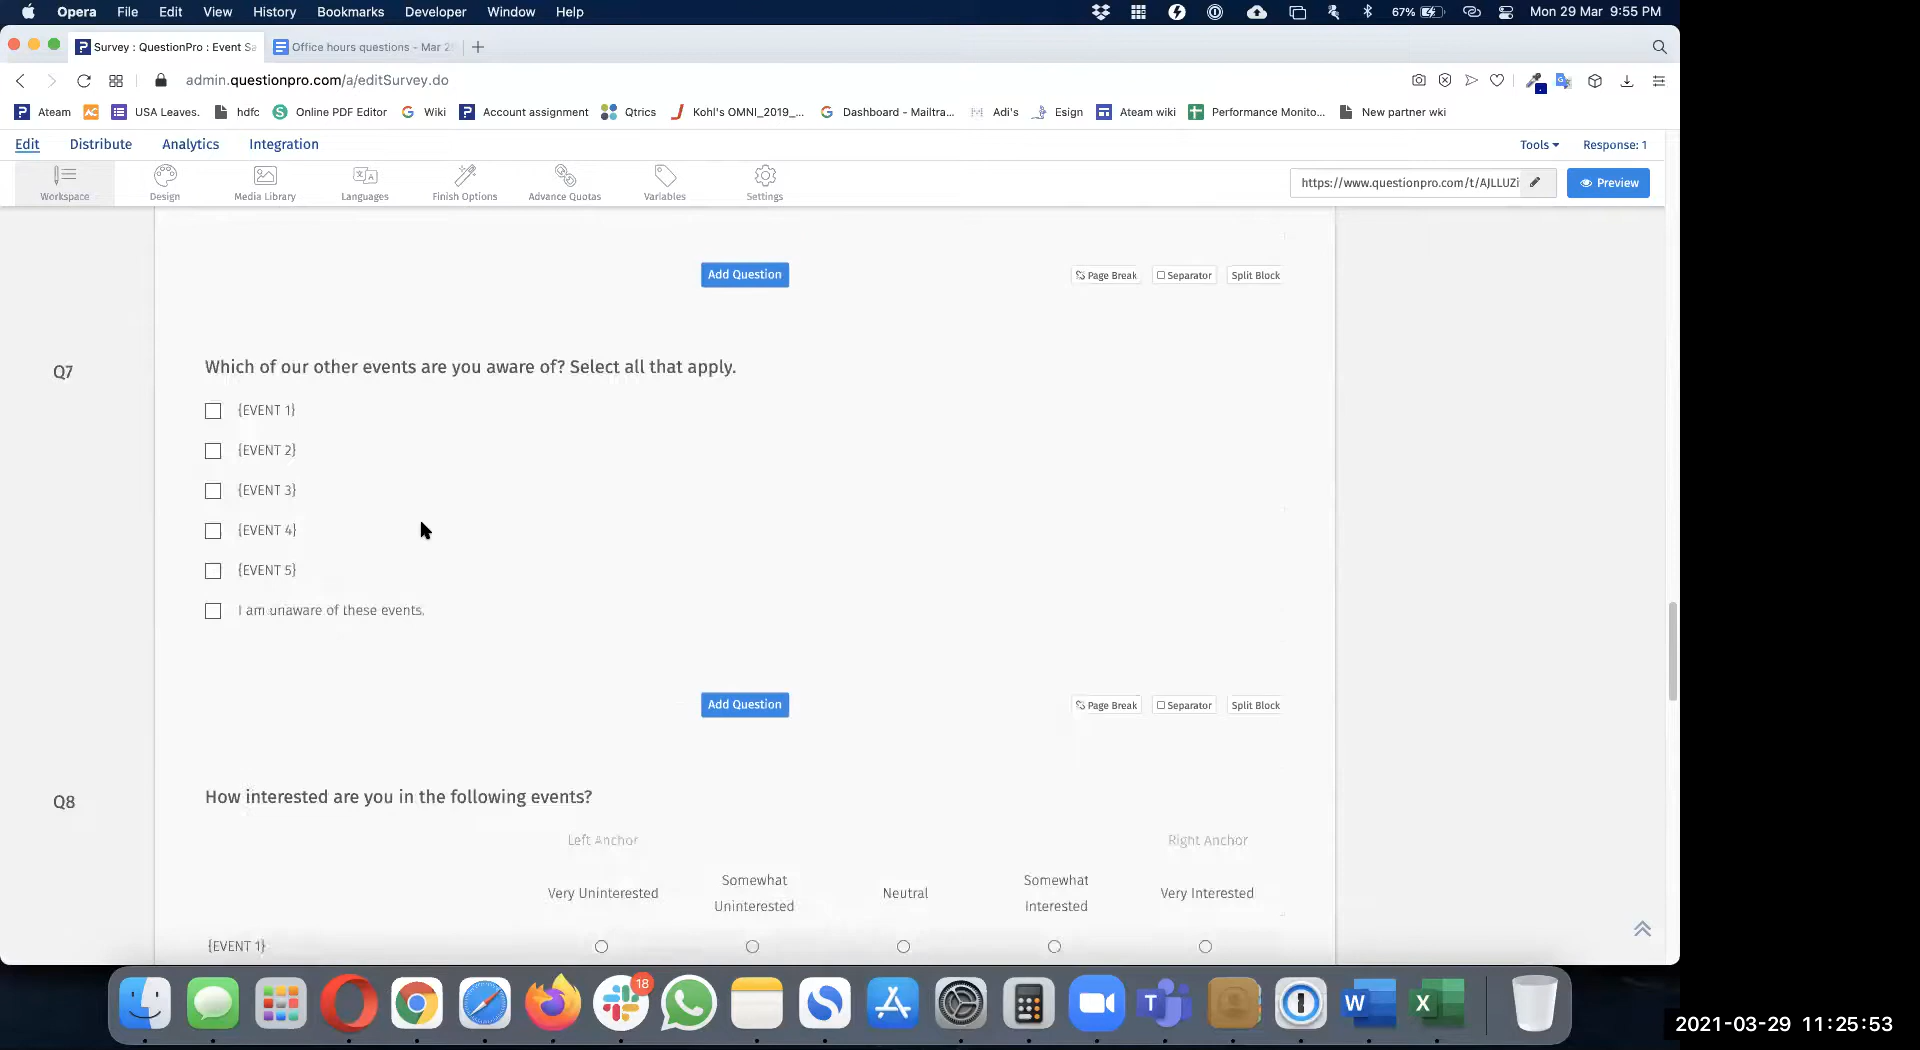 Opera File Edit View History Bookmarks Developer Window Help 67% Mon 29 Mar 9:55 PM
Survey : QuestionPro : Event Sa Office hours questions - Mar 2
admin.questionpro.com/a/editSurvey.do
Ateam USA Leaves. hdfc Online PDF Editor Wiki Account assignment Qtrics Kohl's OMNI_2019_... Dashboard - Mailtra... Adi's Esign Ateam wiki Performance Monito... New partner wki
Edit Distribute Analytics Integration Tools Response: 1
Workspace Design Media Library Languages Finish Options Advance Quotas Variables Settings https://www.questionpro.com/t/AJLLUZi Preview
Add Question Page Break Separator Split Block
Q7 Which of our other events are you aware of? Select all that apply.
{EVENT 1}
{EVENT 2}
{EVENT 3}
{EVENT 4}
{EVENT 5}
I am unaware of these events.
Add Question Page Break Separator Split Block
Q8 How interested are you in the following events?
Left Anchor Right Anchor
Very Uninterested Somewhat Uninterested Neutral Somewhat Interested Very Interested
{EVENT 1}
18
2021-03-29 11:25:53